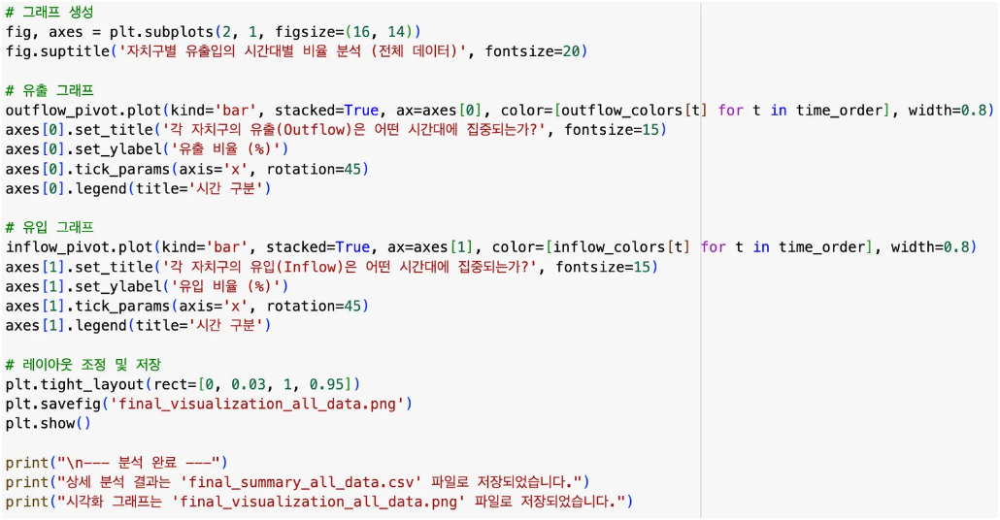 # 그래프 생성
fig, axes = plt.subplots(2, 1, figsize=(16, 14))
fig.suptitle('자치구별 유출입의 시간대별 비율 분석 (전체 데이터)', fontsize=20)

# 유출 그래프
outflow_pivot.plot(kind='bar', stacked=True, ax=axes[0], color=[outflow_colors[t] for t in time_order], width=0.8)
axes[0].set_title('각 자치구의 유출(Outflow)은 어떤 시간대에 집중되는가?', fontsize=15)
axes[0].set_ylabel('유출 비율 (%)')
axes[0].tick_params(axis='x', rotation=45)
axes[0].legend(title='시간 구분')

# 유입 그래프
inflow_pivot.plot(kind='bar', stacked=True, ax=axes[1], color=[inflow_colors[t] for t in time_order], width=0.8)
axes[1].set_title('각 자치구의 유입(Inflow)은 어떤 시간대에 집중되는가?', fontsize=15)
axes[1].set_ylabel('유입 비율 (%)')
axes[1].tick_params(axis='x', rotation=45)
axes[1].legend(title='시간 구분')

# 레이아웃 조정 및 저장
plt.tight_layout(rect=[0, 0.03, 1, 0.95])
plt.savefig('final_visualization_all_data.png')
plt.show()

print("\n--- 분석 완료 ---")
print("상세 분석 결과는 'final_summary_all_data.csv' 파일로 저장되었습니다.")
print("시각화 그래프는 'final_visualization_all_data.png' 파일로 저장되었습니다.")